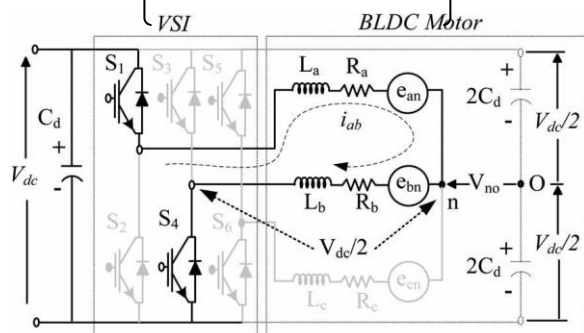 VSI
BLDC Motor
S1
S3
S5
La
Ra
ean
+
2Cd
-
Vdc/2
Cd
+
-
Vdc
iab
S2
S4
S6
Lb
Rb
ebn
n
Vno
O
Vdc/2
Lc
Rc
ecn
+
2Cd
-
Vdc/2